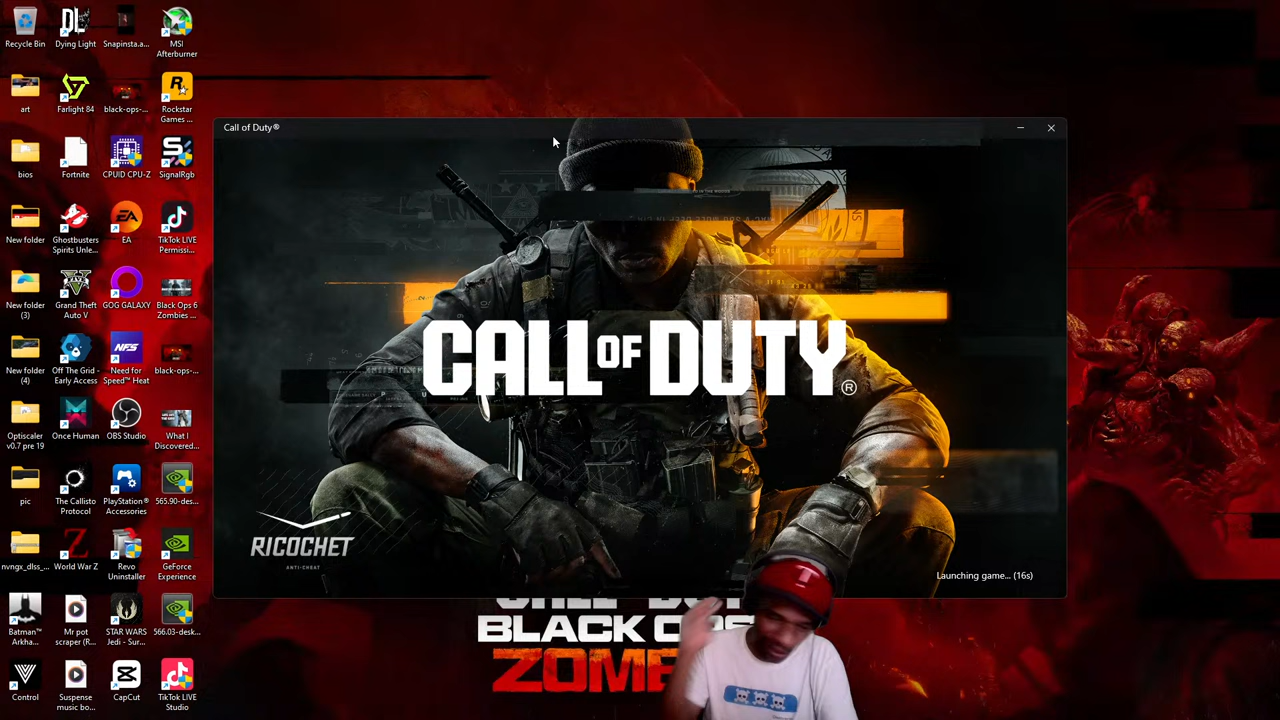 Recycle Bin
Dying Light
Snapinsta.a...
MSI
Afterburner
art
Farlight 84
black-ops-...
Rockstar
Games ...
bios
Fortnite
CPUID CPU-Z
SignalRgb
New folder
Ghostbusters
Spirits Unle...
EA
TikTok LIVE
Permissi...
New folder
(3)
Grand Theft
Auto V
GOG GALAXY
Black Ops 6
Zombies ...
New folder
(4)
Off The Grid -
Early Access
Need for
Speed™ Heat
black-ops-...
Optiscaler
v0.7 pre 19
Once Human
OBS Studio
What I
Discovered...
pic
The Callisto
Protocol
PlayStation®
Accessories
565.90-des...
nvngx_dlss_...
World War Z
Revo
Uninstaller
GeForce
Experience
Batman™
Arkha...
Mr pot
scraper (R...
STAR WARS
Jedi - Sur...
566.03-desk...
Control
Suspense
music bo...
CapCut
TikTok LIVE
Studio
Call of Duty®
CALL OF DUTY®
RICOCHET
ANTI-CHEAT
Launching game... (16s)
BLACK
ZOM